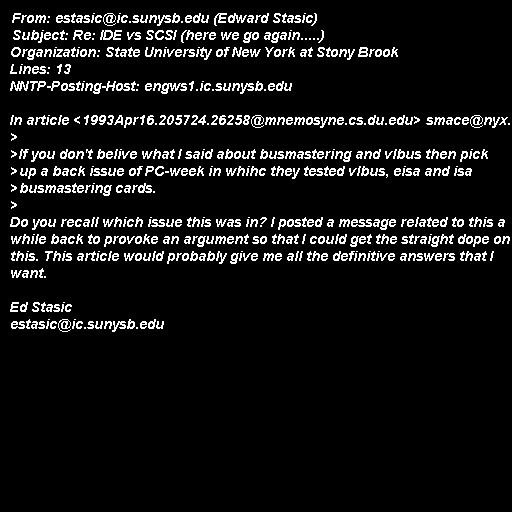 From: estasic@ic.sunysb.edu (Edward Stasic)
Subject: Re: IDE vs SCSI (here we go again.....)
Organization: State University of New York at Stony Brook
Lines: 13
NNTP-Posting-Host: engws1.ic.sunysb.edu

In article <1993Apr16.205724.26258@mnemosyne.cs.du.edu> smace@nyx.
>
>If you don't belive what I said about busmastering and vlbus then pick
>up a back issue of PC-week in whihc they tested vlbus, eisa and isa
>busmastering cards.
>
Do you recall which issue this was in? I posted a message related to this a
while back to provoke an argument so that I could get the straight dope on
this. This article would probably give me all the definitive answers that I
want.

Ed Stasic
estasic@ic.sunysb.edu